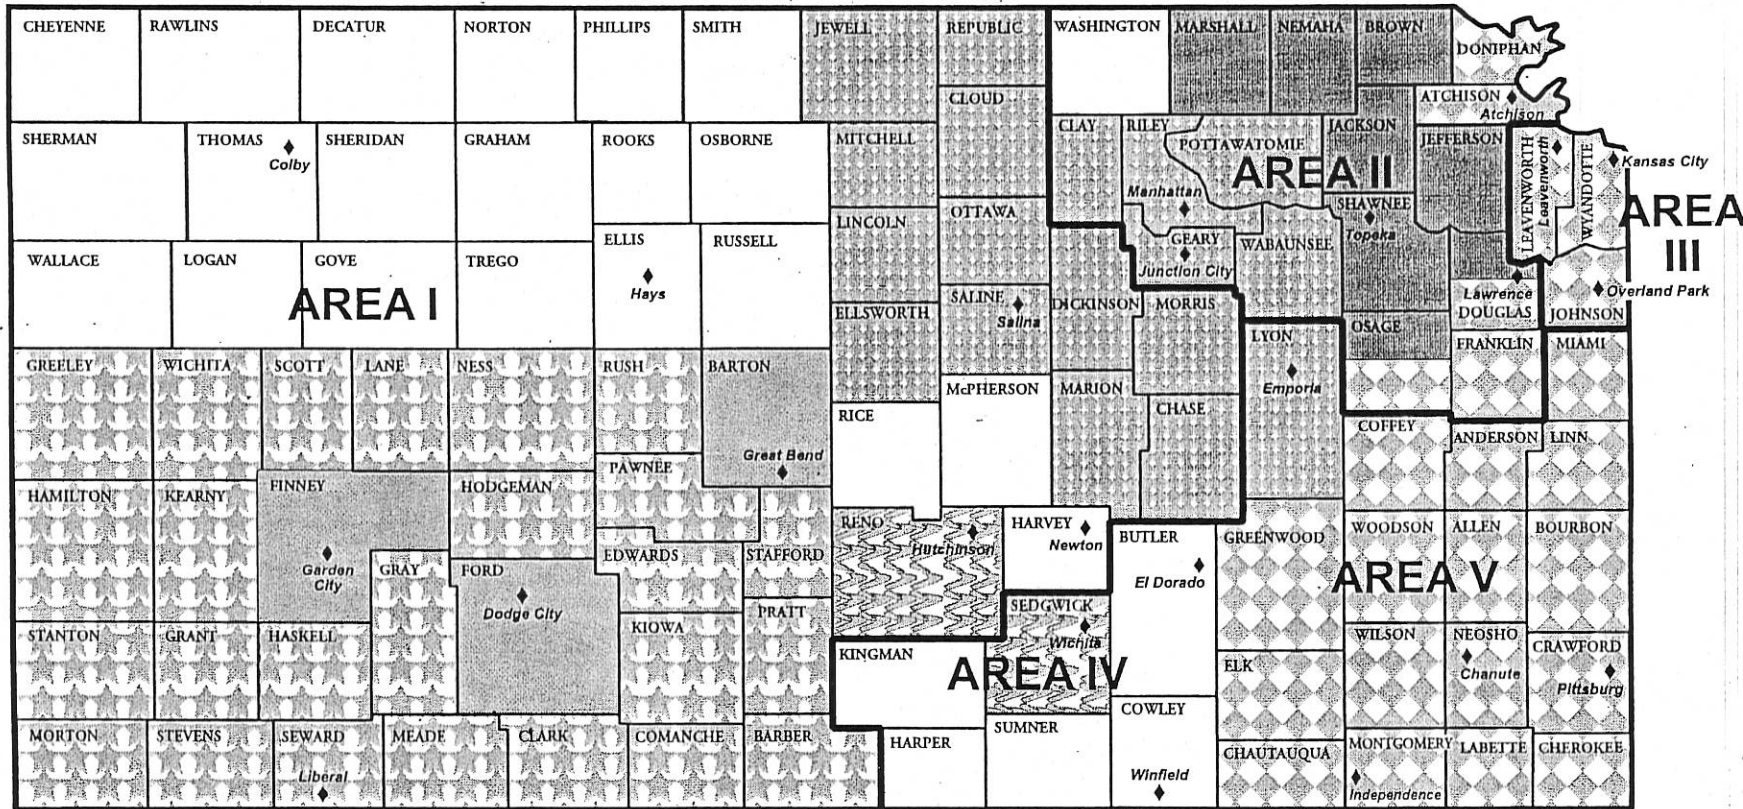 CHEYENNE
RAWLINS
DECATUR
NORTON
PHILLIPS
SMITH
JEWELL
REPUBLIC
WASHINGTON
MARSHALL
NEMAHA
BROWN
DONIPHAN
ATCHISON
Atchison
SHERMAN
THOMAS
Colby
SHERIDAN
GRAHAM
ROOKS
OSBORNE
MITCHELL
CLOUD
CLAY
RILEY
POTTAWATOMIE
Manhattan
JACKSON
JEFFERSON
LEAVENWORTH
Leavenworth
WYANDOTTE
Kansas City
AREA II
AREA
III
WALLACE
LOGAN
GOVE
TREGO
ELLIS
Hays
RUSSELL
LINCOLN
OTTAWA
GEARY
Junction City
WABAUNSEE
SHAWNEE
Topeka
Lawrence
DOUGLAS
Overland Park
JOHNSON
AREA I
ELLSWORTH
SALINE
Salina
DICKINSON
MORRIS
LYON
Emporia
OSAGE
FRANKLIN
MIAMI
GREELEY
WICHITA
SCOTT
LANE
NESS
RUSH
BARTON
Great Bend
RICE
McPHERSON
MARION
CHASE
COFFEY
ANDERSON
LINN
HAMILTON
KEARNY
FINNEY
Garden
City
HODGEMAN
PAWNEE
EDWARDS
STAFFORD
RENO
Hutchinson
HARVEY
Newton
BUTLER
El Dorado
GREENWOOD
WOODSON
ALLEN
BOURBON
AREA V
GRAY
FORD
Dodge City
KIOWA
PRATT
SEDGWICK
Wichita
STANTON
GRANT
HASKELL
KINGMAN
AREA IV
ELK
WILSON
NEOSHO
Chanute
CRAWFORD
Pittsburg
MORTON
STEVENS
SEWARD
Liberal
MEADE
CLARK
COMANCHE
BARBER
HARPER
SUMNER
COWLEY
Winfield
CHAUTAUQUA
MONTGOMERY
Independence
LABETTE
CHEROKEE